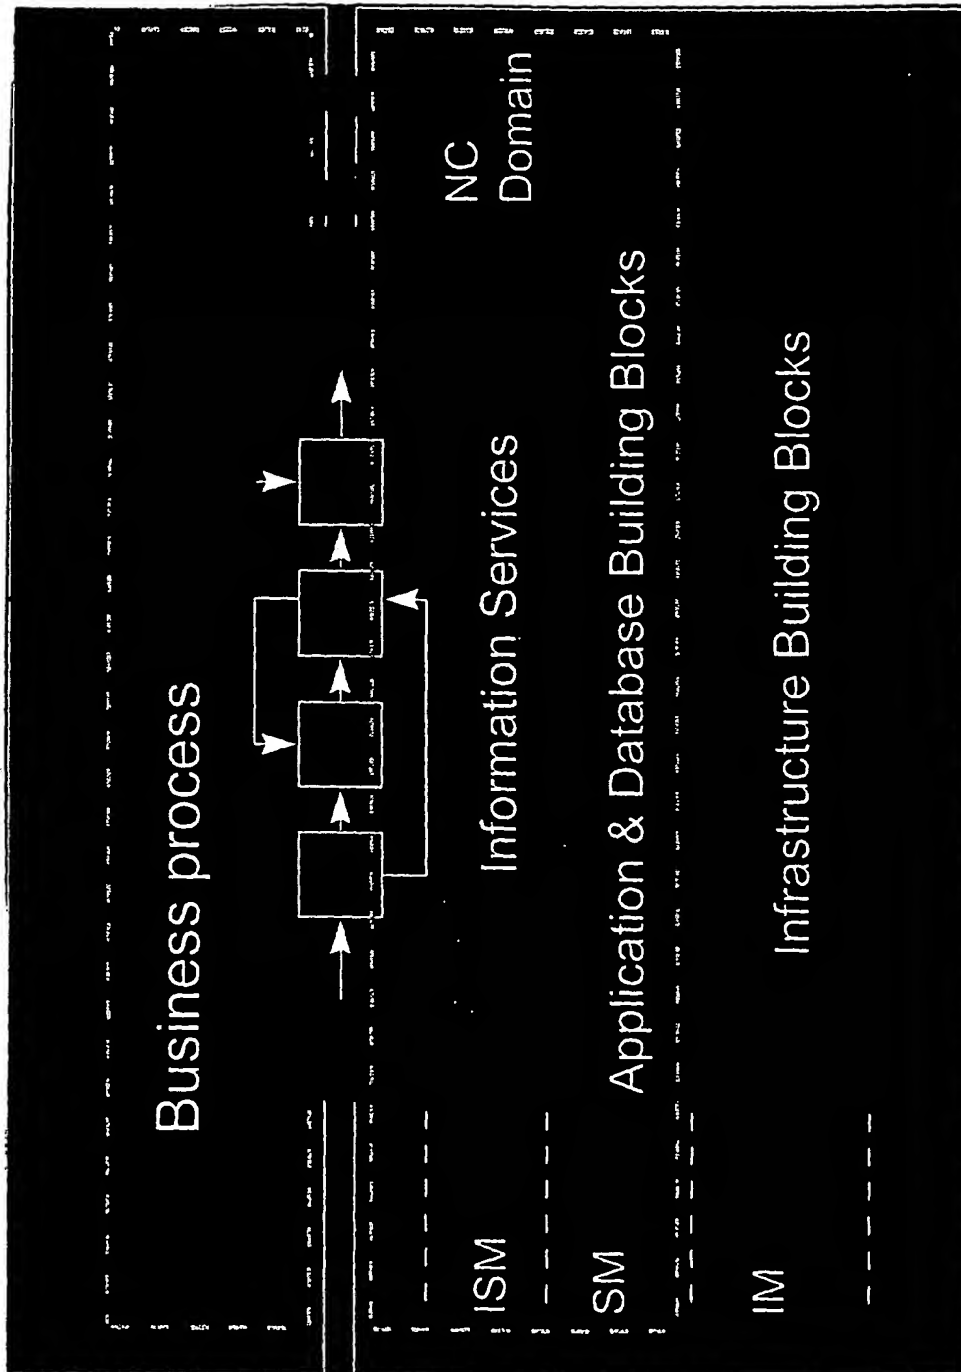 Business process
NC
Domain
ISM
Information Services
SM
Application & Database Building Blocks
IM
Infrastructure Building Blocks